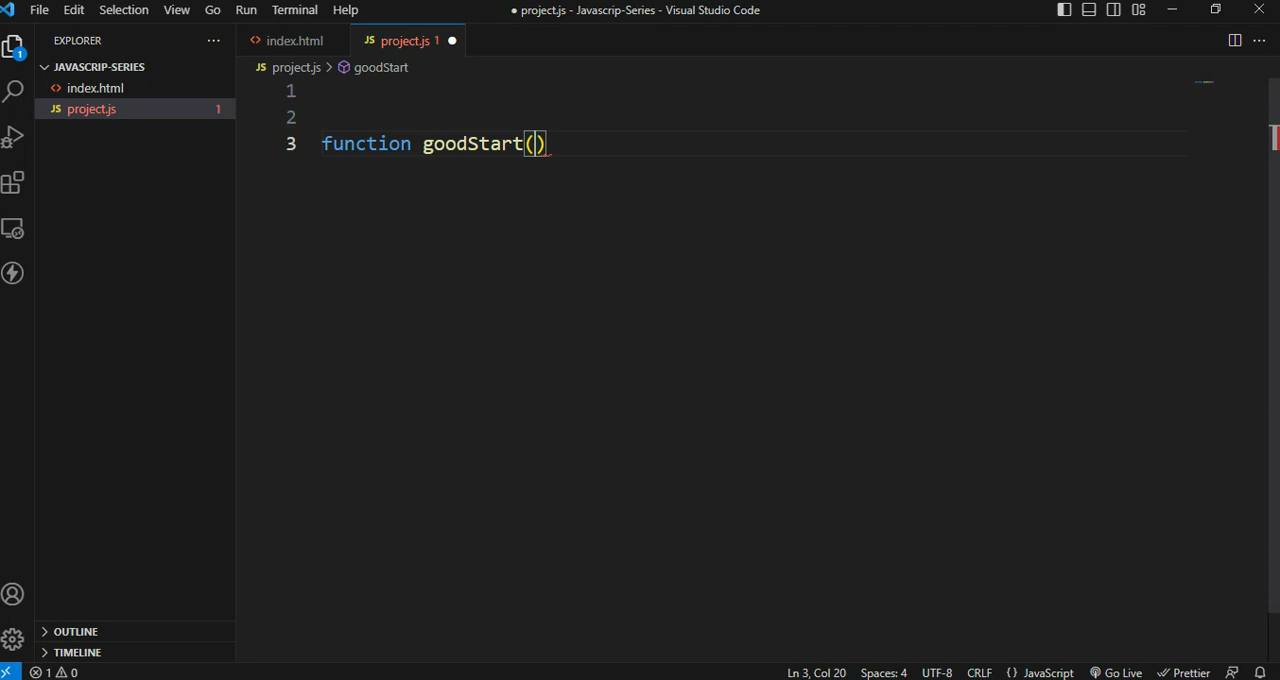 File Edit Selection View Go Run Terminal Help
● project.js - Javascrip-Series - Visual Studio Code
EXPLORER ...
index.html
JS project.js 1 ●
1
JAVASCRIP-SERIES
index.html
JS project.js 1
JS project.js > goodStart
1
2
3 function goodStart()
OUTLINE
TIMELINE
1 0
Ln 3, Col 20 Spaces: 4 UTF-8 CRLF {} JavaScript Go Live Prettier